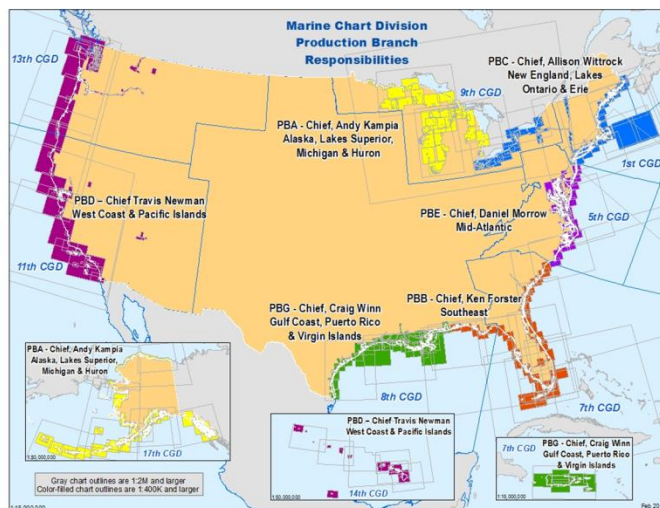 Marine Chart Division
Production Branch
Responsibilities
13th CGD
9th CGD
PBC - Chief, Allison Wittrock
New England, Lakes
Ontario & Erie
PBA - Chief, Andy Kampia
Alaska, Lakes Superior,
Michigan & Huron
1st CGD
PBD – Chief Travis Newman
West Coast & Pacific Islands
PBE - Chief, Daniel Morrow
Mid-Atlantic
5th CGD
11th CGD
PBG - Chief, Craig Winn
Gulf Coast, Puerto Rico
& Virgin Islands
PBB - Chief, Ken Forster
Southeast
PBA - Chief, Andy Kampia
Alaska, Lakes Superior,
Michigan & Huron
17th CGD
8th CGD
7th CGD
PBD - Chief Travis Newman
West Coast & Pacific Islands
14th CGD
7th CGD
PBG - Chief, Craig Winn
Gulf Coast, Puerto Rico
& Virgin Islands
Gray chart outlines are 1:2M and larger
Color-filled chart outlines are 1:400K and larger